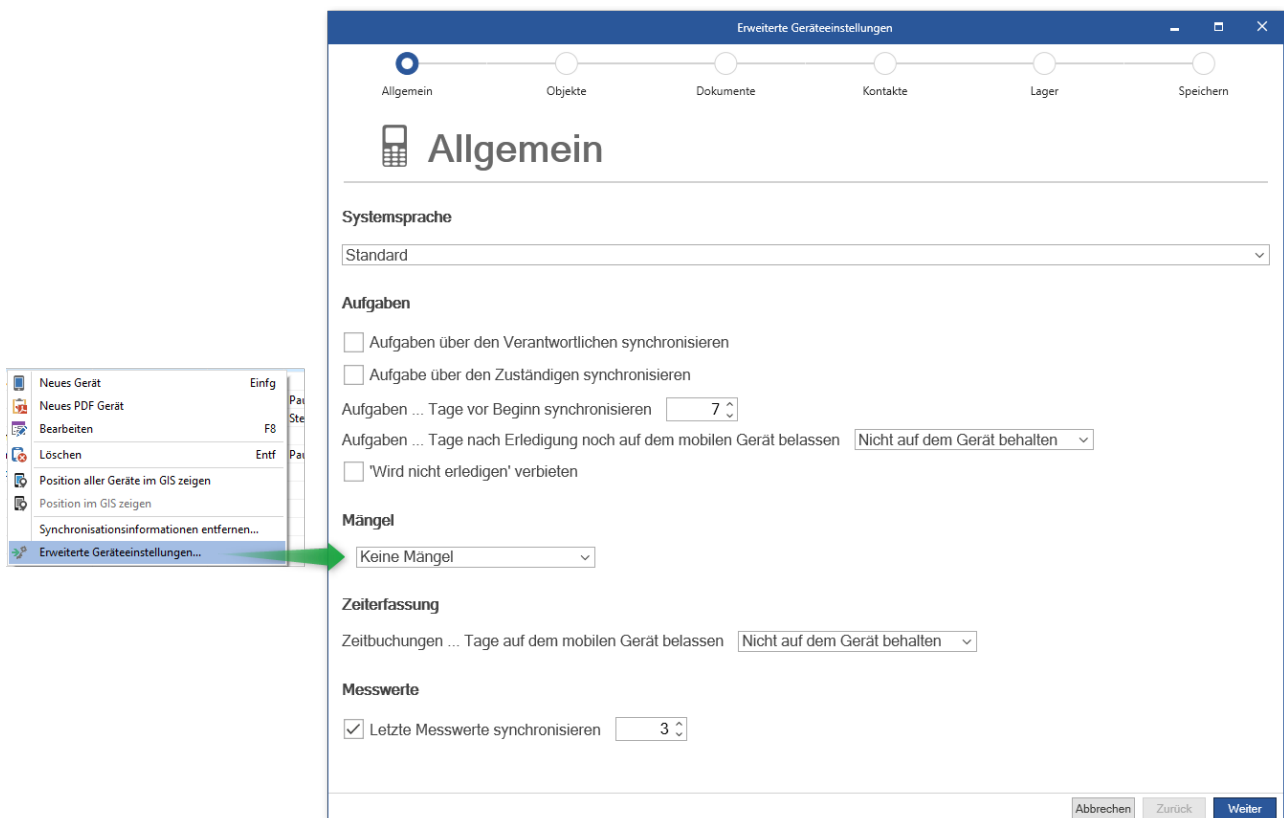 Neues Gerät Einfg
Neues PDF Gerät
Bearbeiten F8
Löschen Entf
Position aller Geräte im GIS zeigen
Position im GIS zeigen
Synchronisationsinformationen entfernen...
Erweiterte Geräteeinstellungen...
Erweiterte Geräteeinstellungen
Allgemein Objekte Dokumente Kontakte Lager Speichern
Allgemein
Systemsprache
Standard
Aufgaben
Aufgaben über den Verantwortlichen synchronisieren
Aufgabe über den Zuständigen synchronisieren
Aufgaben ... Tage vor Beginn synchronisieren 7
Aufgaben ... Tage nach Erledigung noch auf dem mobilen Gerät belassen Nicht auf dem Gerät behalten
'Wird nicht erledigen' verbieten
Mängel
Keine Mängel
Zeiterfassung
Zeitbuchungen ... Tage auf dem mobilen Gerät belassen Nicht auf dem Gerät behalten
Messwerte
Letzte Messwerte synchronisieren 3
Abbrechen Zurück Weiter